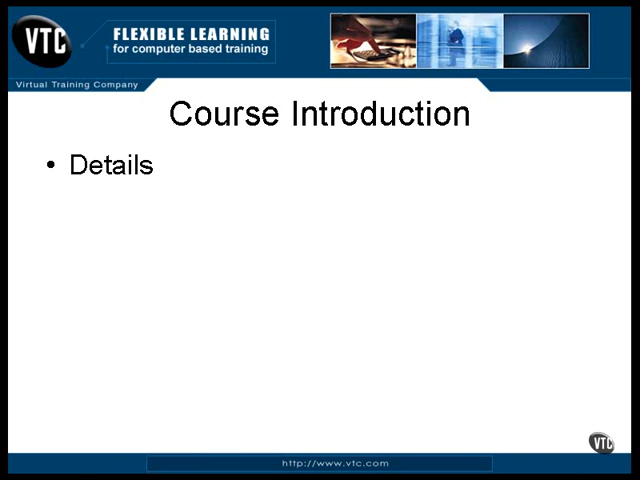 VTC
FLEXIBLE LEARNING
for computer based training
Virtual Training Company
Course Introduction
• Details
VTC
http://www.vtc.com